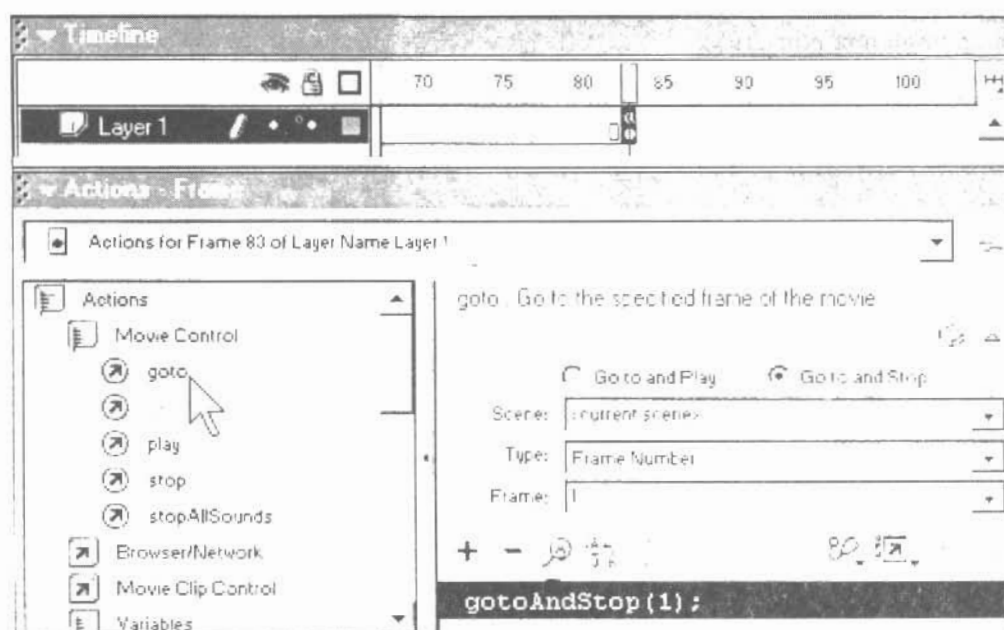 Timeline
70 75 80 85 90 95 100
Layer 1
Actions - Frame
Actions for Frame 83 of Layer Name Layer 1
Actions
Movie Control
goto
play
stop
stopAllSounds
Browser/Network
Movie Clip Control
Variables
goto : Go to the specified frame of the movie
Go to and Play Go to and Stop
Scene: <current scene>
Type: Frame Number
Frame: 1
gotoAndStop(1);